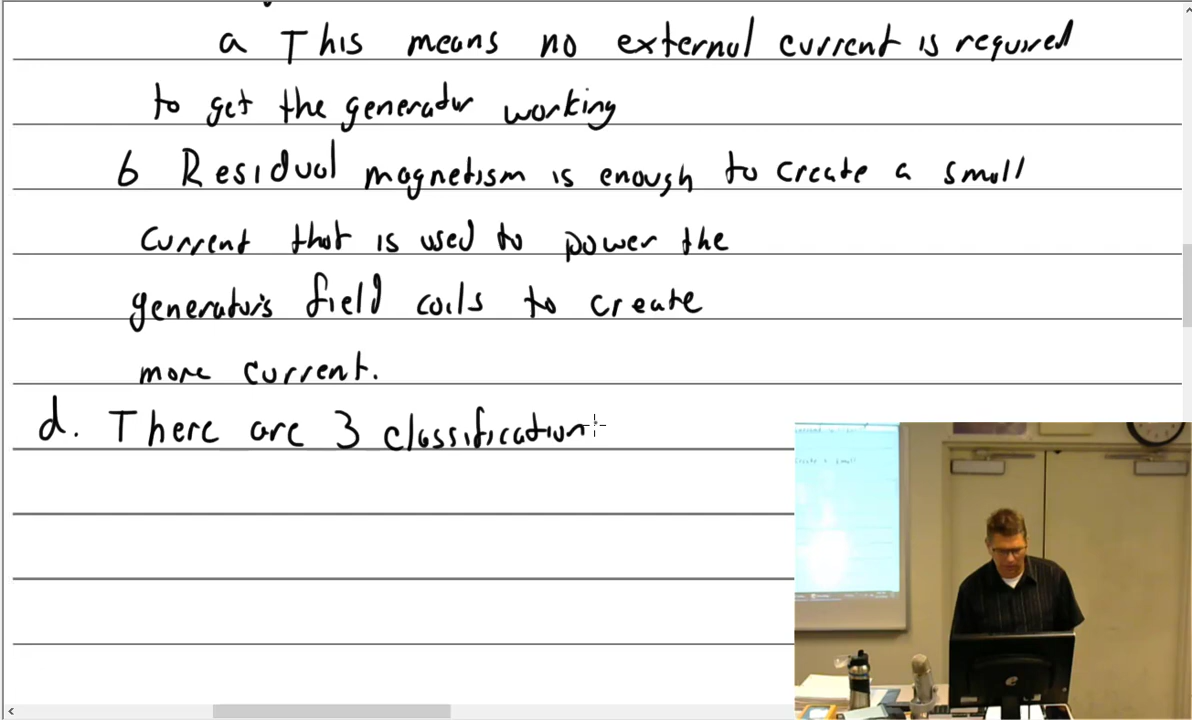 a This means no external current is required
to get the generator working
b Residual magnetism is enough to create a small
current that is used to power the
generator's field coils to create
more current.
d. There are 3 classification